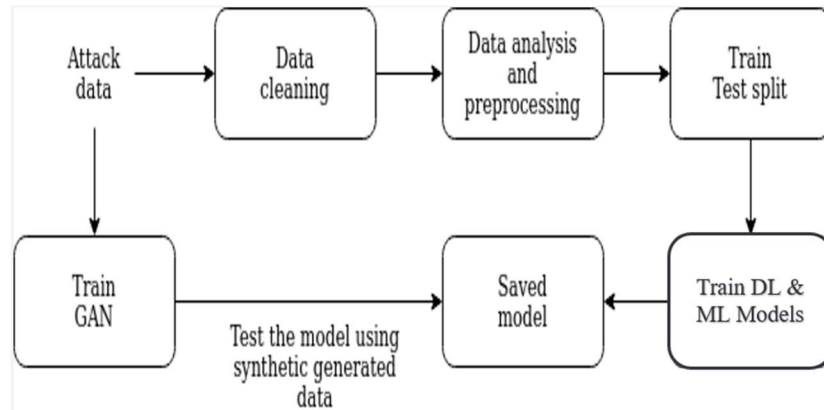 Attack
data
Data
cleaning
Data analysis
and
preprocessing
Train
Test split
Train
GAN
Test the model using
synthetic generated
data
Saved
model
Train DL &
ML Models